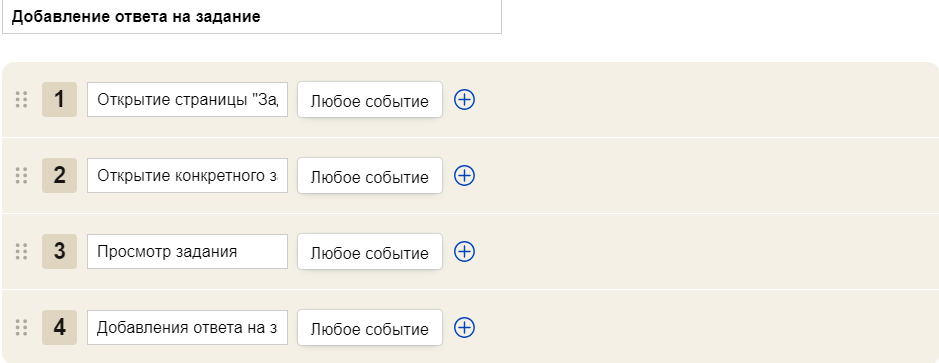 Добавление ответа на задание
1 Открытие страницы "За Любое событие
2 Открытие конкретного з Любое событие
3 Просмотр задания Любое событие
4 Добавления ответа на з Любое событие